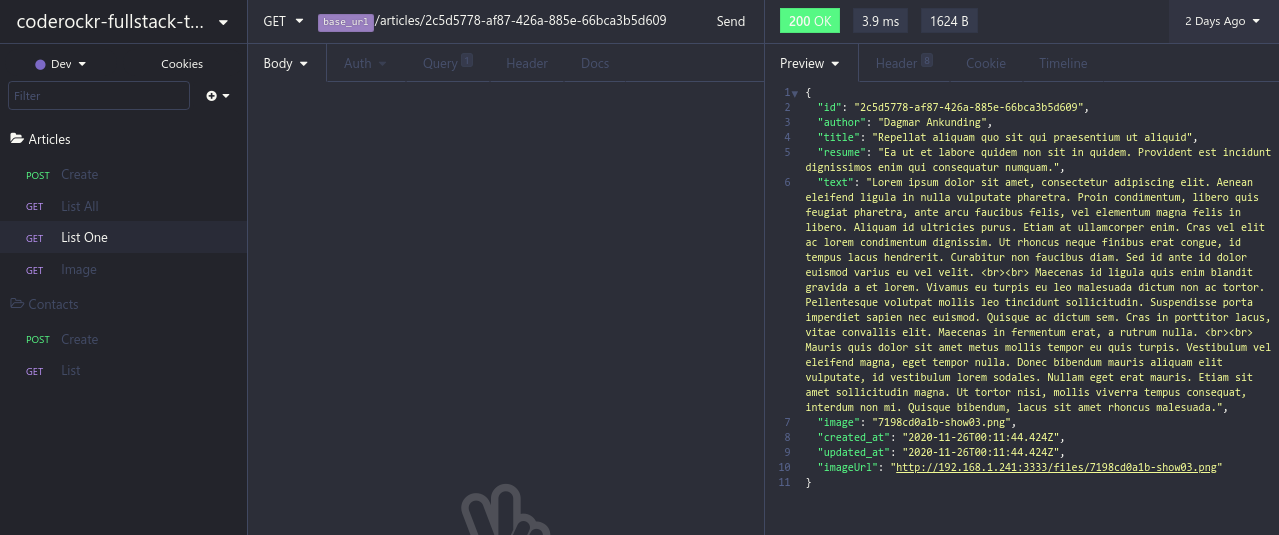 coderockr-fullstack-t...
Dev
Cookies
Filter
Articles
POST Create
GET List All
GET List One
GET Image
Contacts
POST Create
GET List
GET base_url/articles/2c5d5778-af87-426a-885e-66bca3b5d609 Send
Body Auth Query 1 Header Docs
200 OK 3.9 ms 1624 B 2 Days Ago
Preview Header 8 Cookie Timeline
1 {
2 "id": "2c5d5778-af87-426a-885e-66bca3b5d609",
3 "author": "Dagmar Ankunding",
4 "title": "Repellat aliquam quo sit qui praesentium ut aliquid",
5 "resume": "Ea ut et labore quidem non sit in quidem. Provident est incidunt
dignissimos enim qui consequatur numquam.",
6 "text": "Lorem ipsum dolor sit amet, consectetur adipiscing elit. Aenean
eleifend ligula in nulla vulputate pharetra. Proin condimentum, libero quis
feugiat pharetra, ante arcu faucibus felis, vel elementum magna felis in
libero. Aliquam id ultricies purus. Etiam at ullamcorper enim. Cras vel elit
ac lorem condimentum dignissim. Ut rhoncus neque finibus erat congue, id
tempus lacus hendrerit. Curabitur non faucibus diam. Sed id ante id dolor
euismod varius eu vel velit. <br><br> Maecenas id ligula quis enim blandit
gravida a et lorem. Vivamus eu turpis eu leo malesuada dictum non ac tortor.
Pellentesque volutpat mollis leo tincidunt sollicitudin. Suspendisse porta
imperdiet sapien nec euismod. Quisque ac dictum sem. Cras in porttitor lacus,
vitae convallis elit. Maecenas in fermentum erat, a rutrum nulla. <br><br>
Mauris quis dolor sit amet metus mollis tempor eu quis turpis. Vestibulum vel
eleifend magna, eget tempor nulla. Donec bibendum mauris aliquam elit
vulputate, id vestibulum lorem sodales. Nullam eget erat mauris. Etiam sit
amet sollicitudin magna. Ut tortor nisi, mollis viverra tempus consequat,
interdum non mi. Quisque bibendum, lacus sit amet rhoncus malesuada.",
7 "image": "7198cd0a1b-show03.png",
8 "created_at": "2020-11-26T00:11:44.424Z",
9 "updated_at": "2020-11-26T00:11:44.424Z",
10 "imageUrl": "http://192.168.1.241:3333/files/7198cd0a1b-show03.png"
11 }